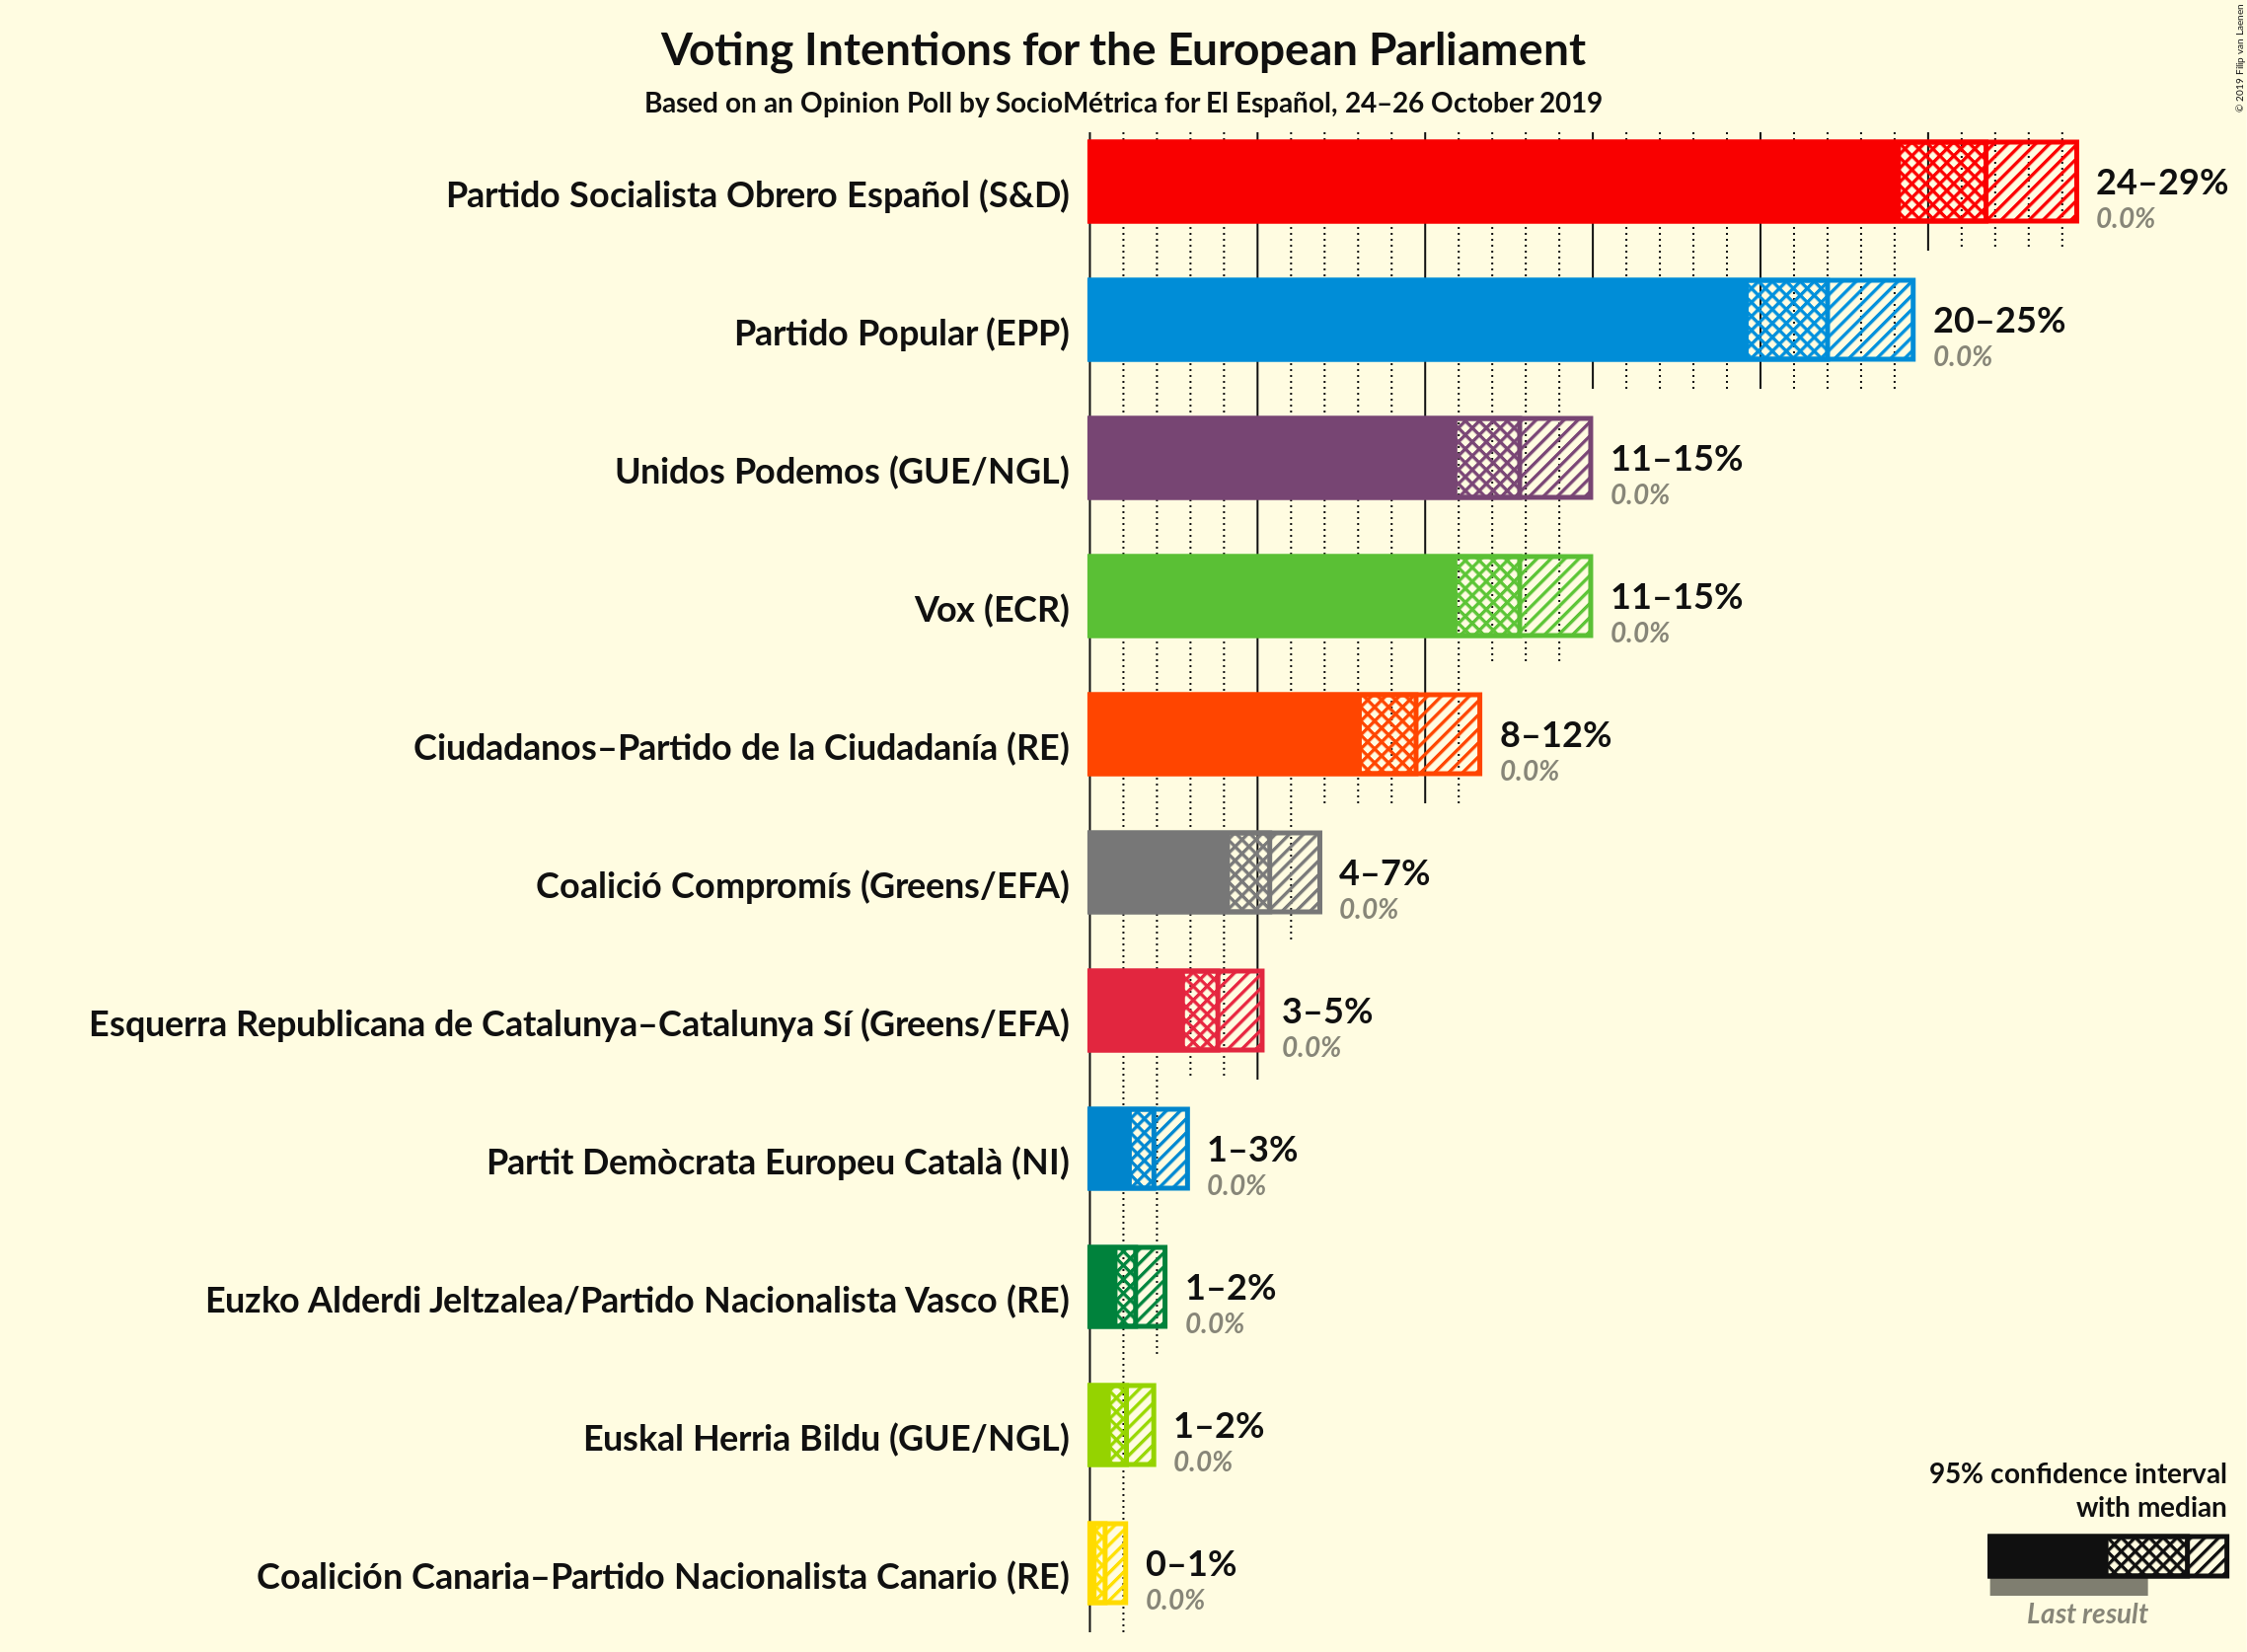 Voting Intentions for the European Parliament
Based on an Opinion Poll by SocioMétrica for El Español, 24–26 October 2019
© 2019 Filip van Laenen
Partido Socialista Obrero Español (S&D)
24–29%
0.0%
Partido Popular (EPP)
20–25%
0.0%
Unidos Podemos (GUE/NGL)
11–15%
0.0%
Vox (ECR)
11–15%
0.0%
Ciudadanos–Partido de la Ciudadanía (RE)
8–12%
0.0%
Coalició Compromís (Greens/EFA)
4–7%
0.0%
Esquerra Republicana de Catalunya–Catalunya Sí (Greens/EFA)
3–5%
0.0%
Partit Demòcrata Europeu Català (NI)
1–3%
0.0%
Euzko Alderdi Jeltzalea/Partido Nacionalista Vasco (RE)
1–2%
0.0%
Euskal Herria Bildu (GUE/NGL)
1–2%
0.0%
Coalición Canaria–Partido Nacionalista Canario (RE)
0–1%
0.0%
95% confidence interval
with median
Last result